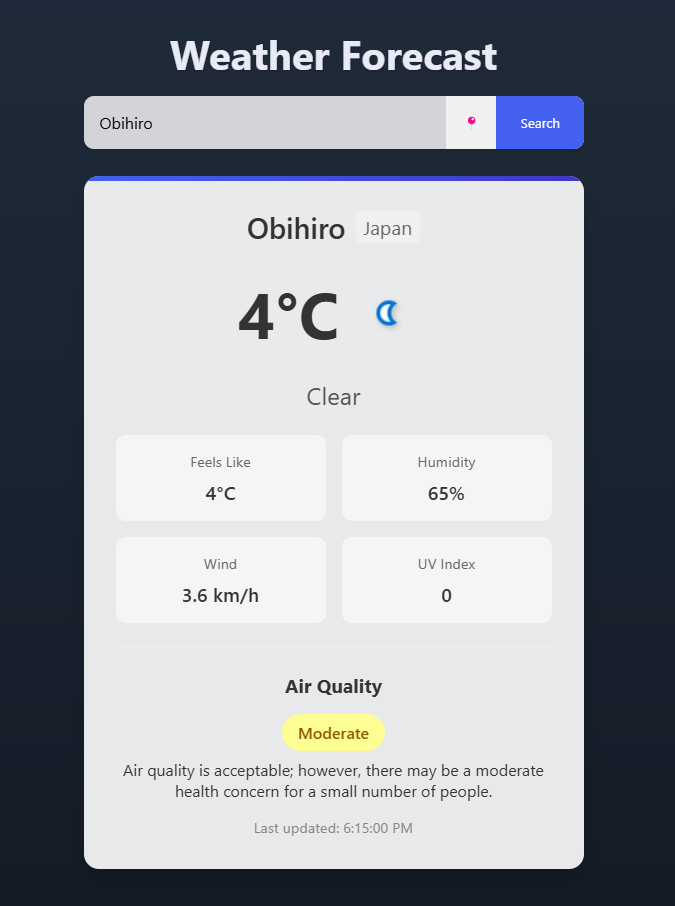 Weather Forecast
Obihiro
Search
Obihiro Japan
4°C
Clear
Feels Like
4°C
Humidity
65%
Wind
3.6 km/h
UV Index
0
Air Quality
Moderate
Air quality is acceptable; however, there may be a moderate
health concern for a small number of people.
Last updated: 6:15:00 PM